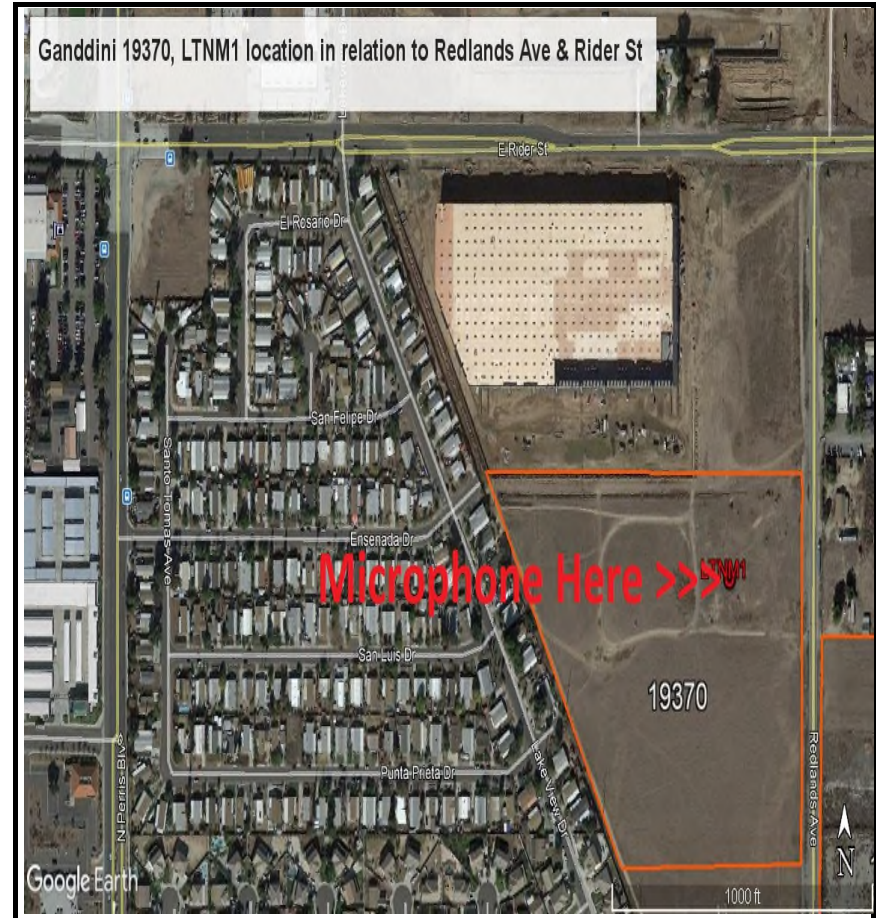 Ganddini 19370, LTNM1 location in relation to Redlands Ave & Rider St
E Rider St
El Rosario Dr
San Felipe Dr
Santo Tomas Ave
Ensenada Dr
Microphone Here >>>
LTNM1
San Luis Dr
19370
N Perris Blvd
Punta Prieta Dr
Lake View Dr
Redlands Ave
N
Google Earth
1000 ft